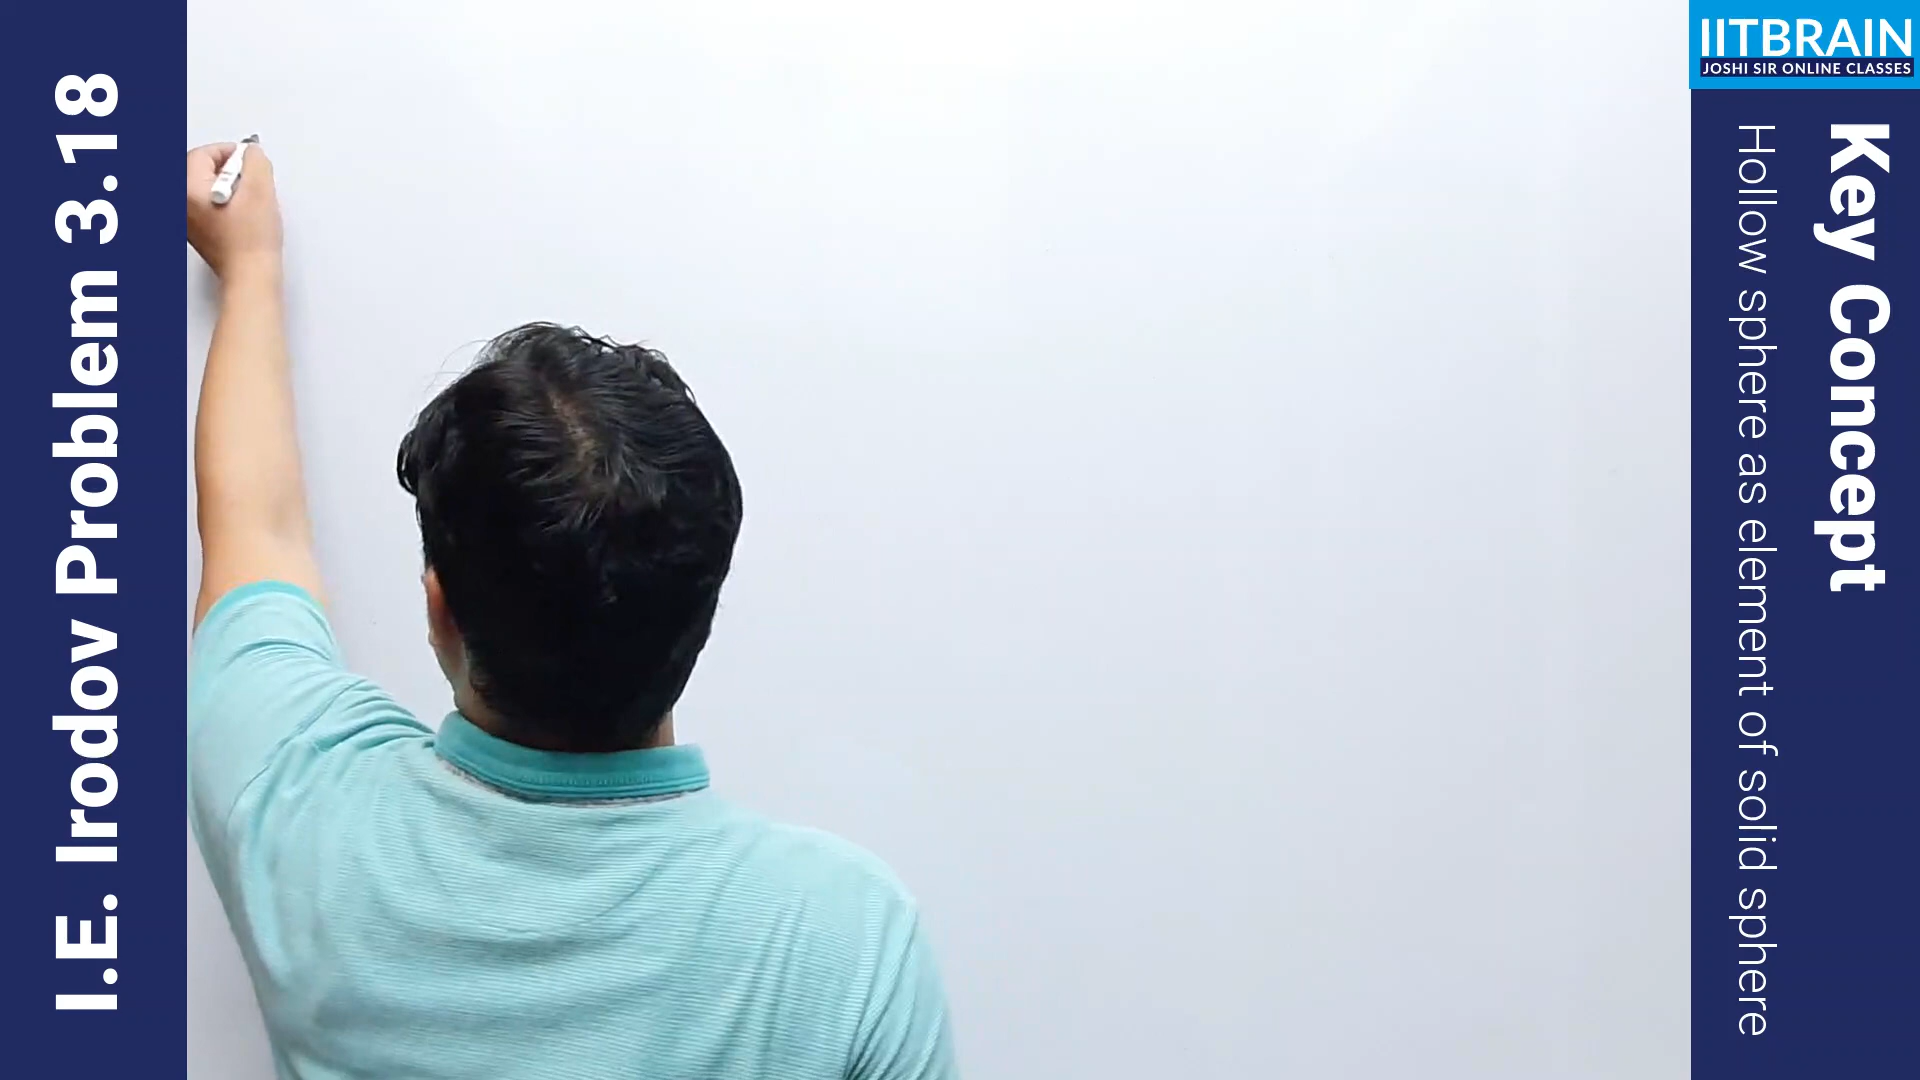 I.E. Irodov Problem 3.18
IITBRAIN
JOSHI SIR ONLINE CLASSES
Key Concept
Hollow sphere as element of solid sphere